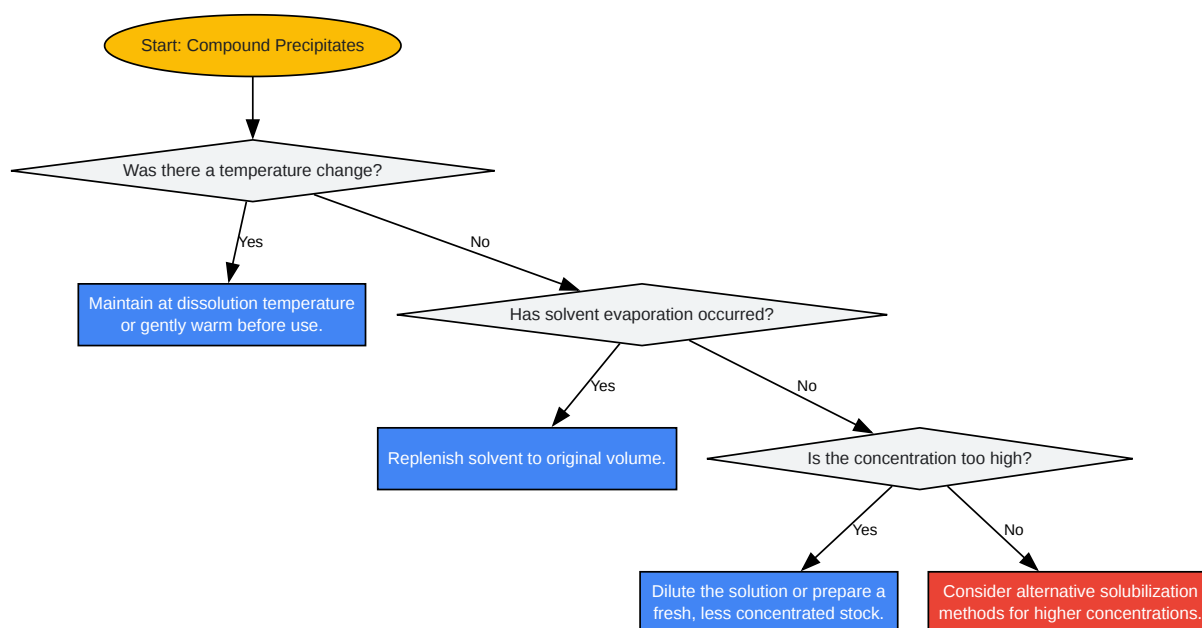 Start: Compound Precipitates
Was there a temperature change?
Yes
No
Maintain at dissolution temperature
or gently warm before use.
Has solvent evaporation occurred?
Yes
No
Replenish solvent to original volume.
Is the concentration too high?
Yes
No
Dilute the solution or prepare a
fresh, less concentrated stock.
Consider alternative solubilization
methods for higher concentrations.